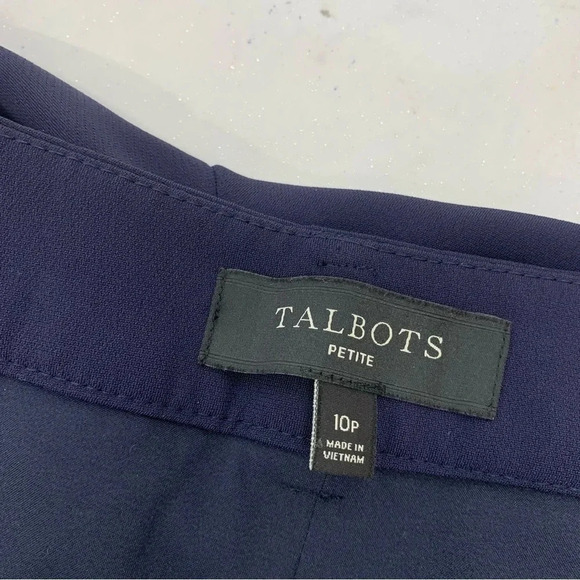 TALBOTS
PETITE
10P
MADE IN
VIETNAM